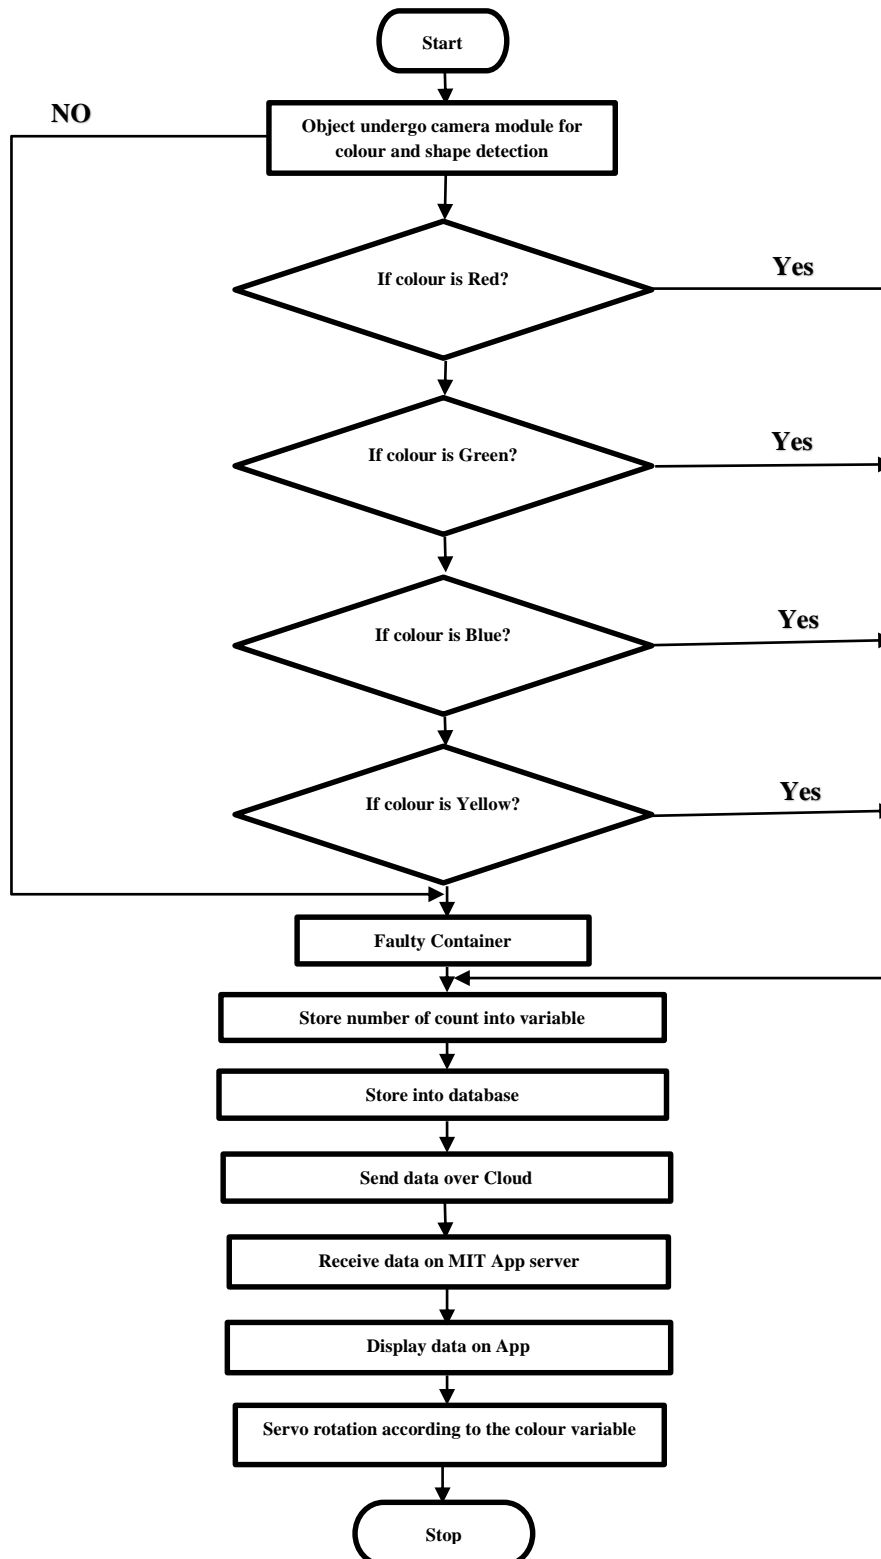 Start
NO
Object undergo camera module for
colour and shape detection
If colour is Red?
Yes
If colour is Green?
Yes
If colour is Blue?
Yes
If colour is Yellow?
Yes
Faulty Container
Store number of count into variable
Store into database
Send data over Cloud
Receive data on MIT App server
Display data on App
Servo rotation according to the colour variable
Stop